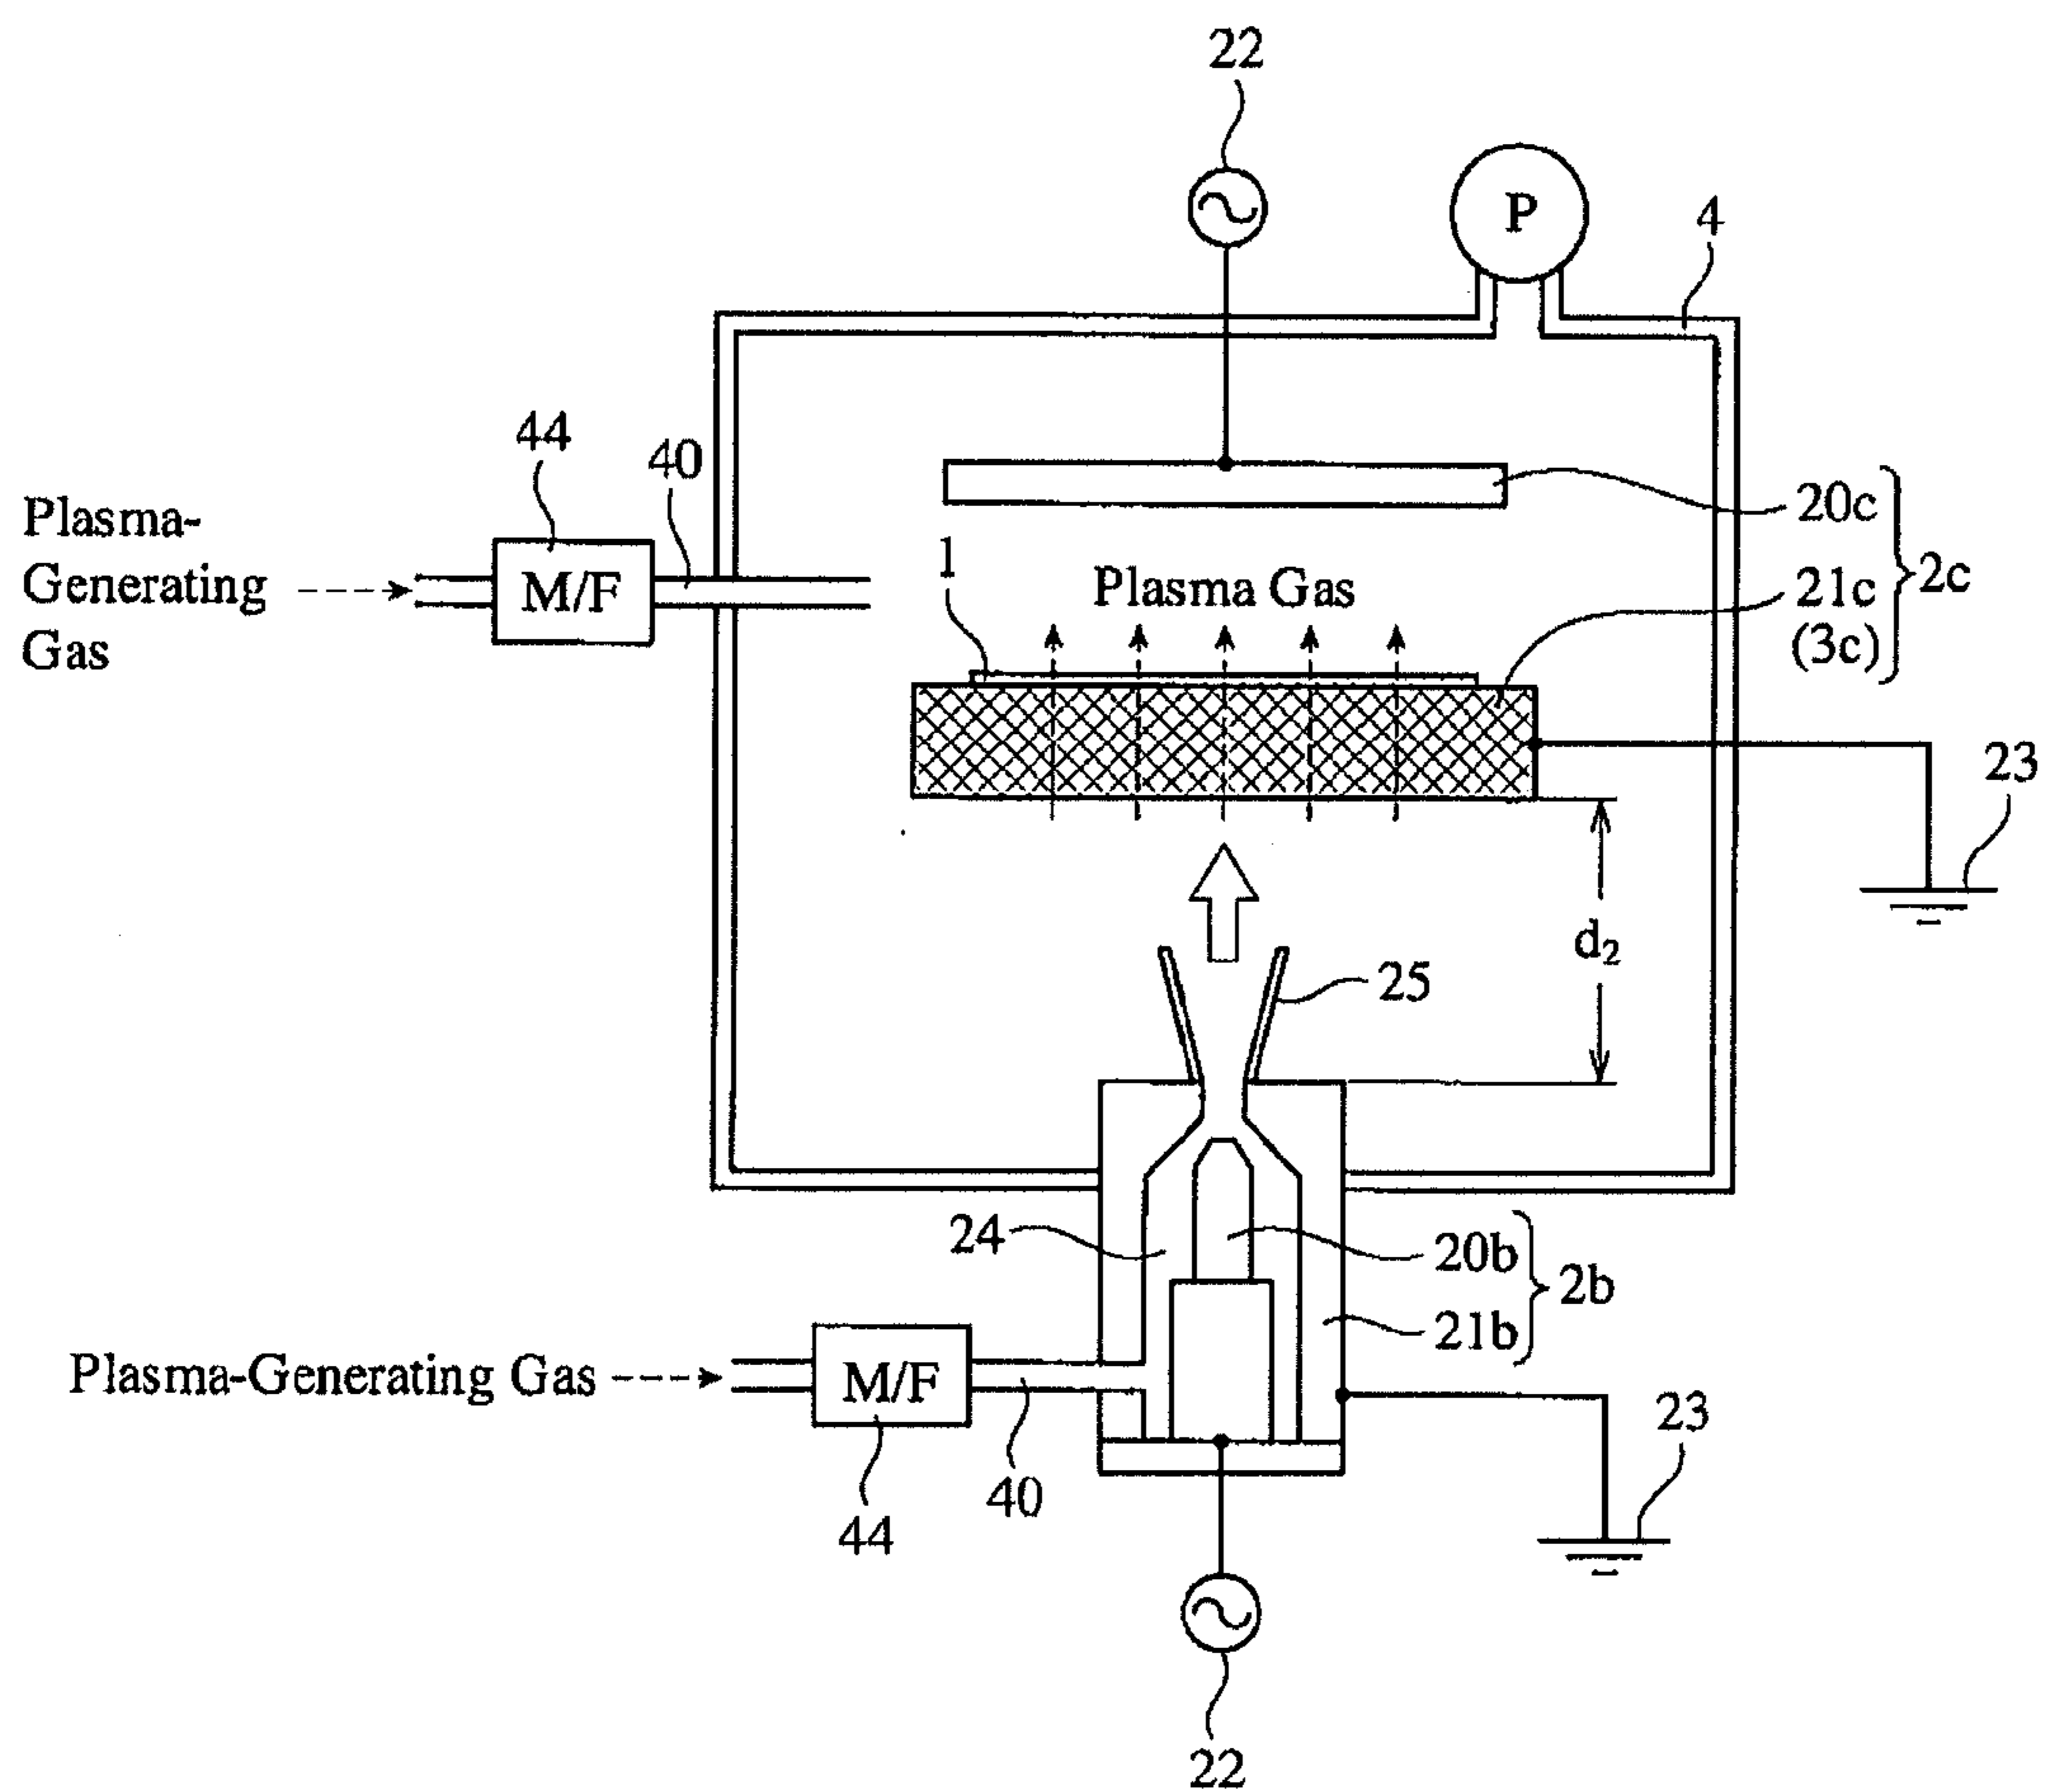 22
P
4
44
40
Plasma-
Generating
Gas
M/F
1
Plasma Gas
20c
21c
(3c)
2c
23
d2
25
24
20b
21b
2b
Plasma-Generating Gas
M/F
40
44
23
22